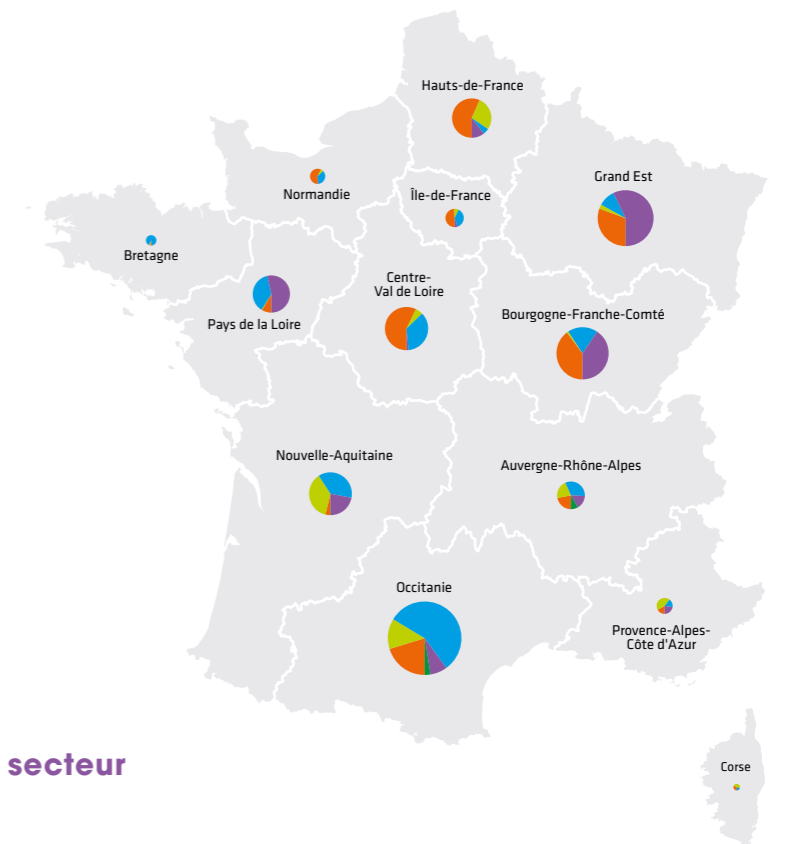 Hauts-de-France
Grand Est
Normandie
Île-de-France
Bretagne
Centre-
Val de Loire
Pays de la Loire
Bourgogne-Franche-Comté
Nouvelle-Aquitaine
Auvergne-Rhône-Alpes
Occitanie
Provence-Alpes-
Côte d'Azur
secteur
Corse